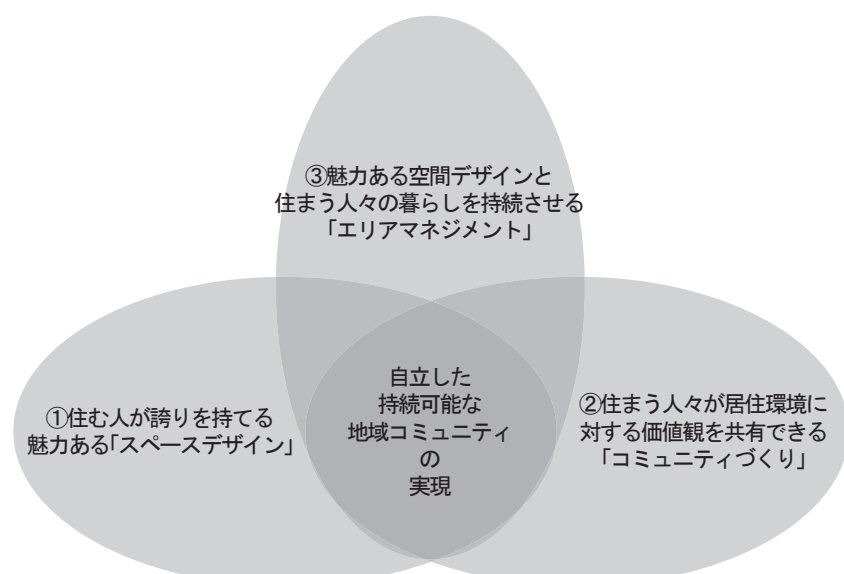 ③魅力ある空間デザインと
住まう人々の暮らしを持続させる
「エリアマネジメント」
①住む人が誇りを持てる
魅力ある「スペースデザイン」
自立した
持続可能な
地域コミュニティ
の
実現
②住まう人々が居住環境に
対する価値観を共有できる
「コミュニティづくり」